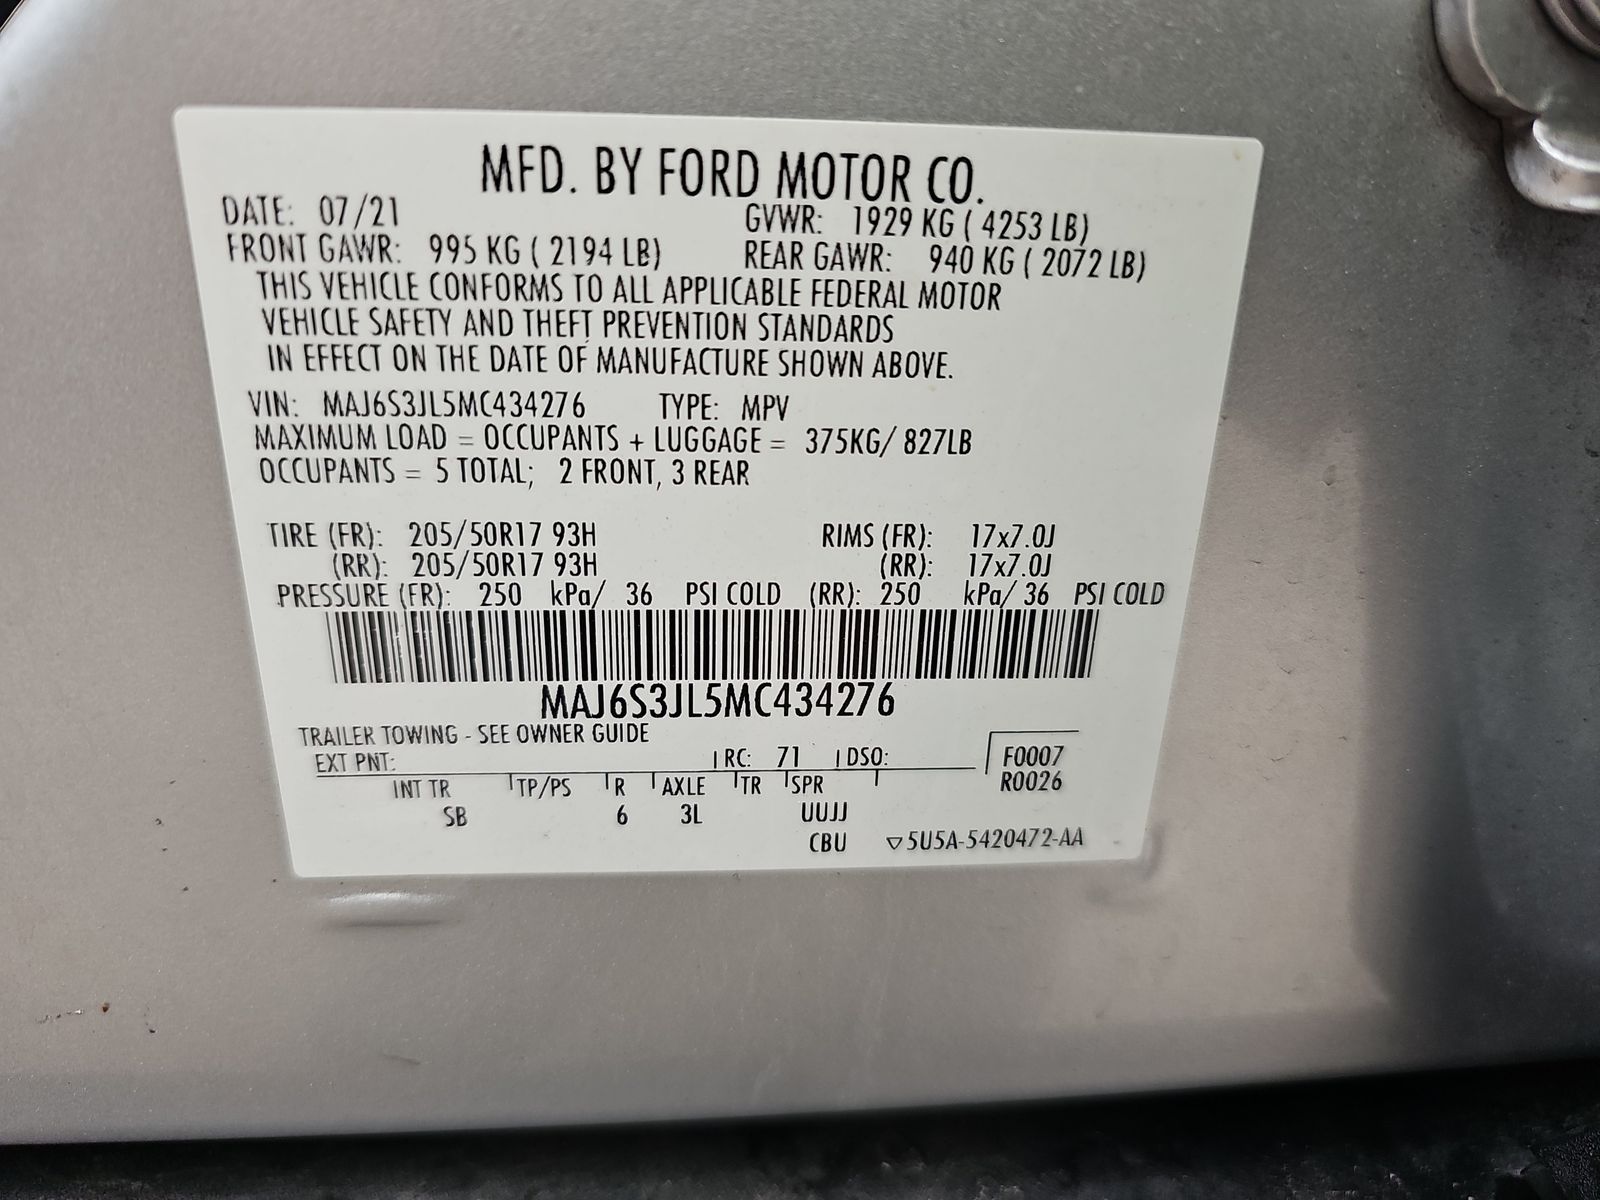 MFD. BY FORD MOTOR CO.
DATE: 07/21 GVWR: 1929 KG ( 4253 LB)
FRONT GAWR: 995 KG ( 2194 LB) REAR GAWR: 940 KG ( 2072 LB)
THIS VEHICLE CONFORMS TO ALL APPLICABLE FEDERAL MOTOR
VEHICLE SAFETY AND THEFT PREVENTION STANDARDS
IN EFFECT ON THE DATE OF MANUFACTURE SHOWN ABOVE.
VIN: MAJ6S3JL5MC434276 TYPE: MPV
MAXIMUM LOAD = OCCUPANTS + LUGGAGE = 375KG/ 827LB
OCCUPANTS = 5 TOTAL; 2 FRONT, 3 REAR
TIRE (FR): 205/50R17 93H RIMS (FR): 17x7.0J
(RR): 205/50R17 93H (RR): 17x7.0J
PRESSURE (FR): 250 kPa/ 36 PSI COLD (RR): 250 kPa/ 36 PSI COLD
MAJ6S3JL5MC434276
TRAILER TOWING - SEE OWNER GUIDE
EXT PNT: RC: 71 DSO: F0007
R0026
INT TR TP/PS R AXLE TR SPR
SB 6 3L UUJJ
CBU ▽5U5A-5420472-AA